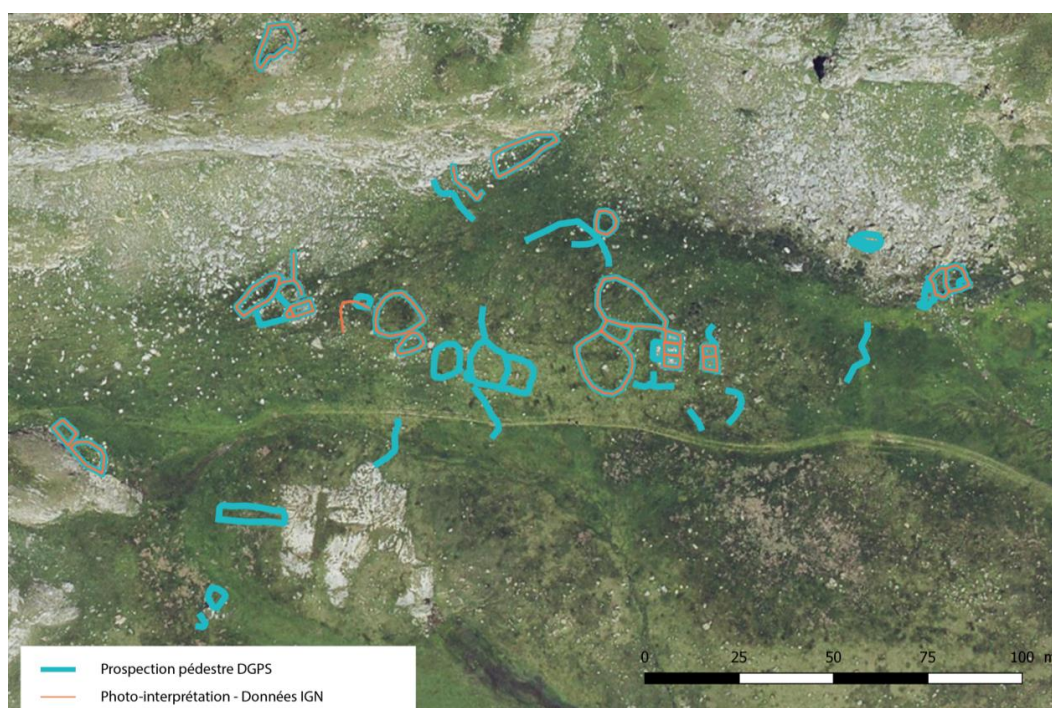 Prospection pédestre DGPS
Photo-interprétation - Données IGN
0 25 50 75 100 m